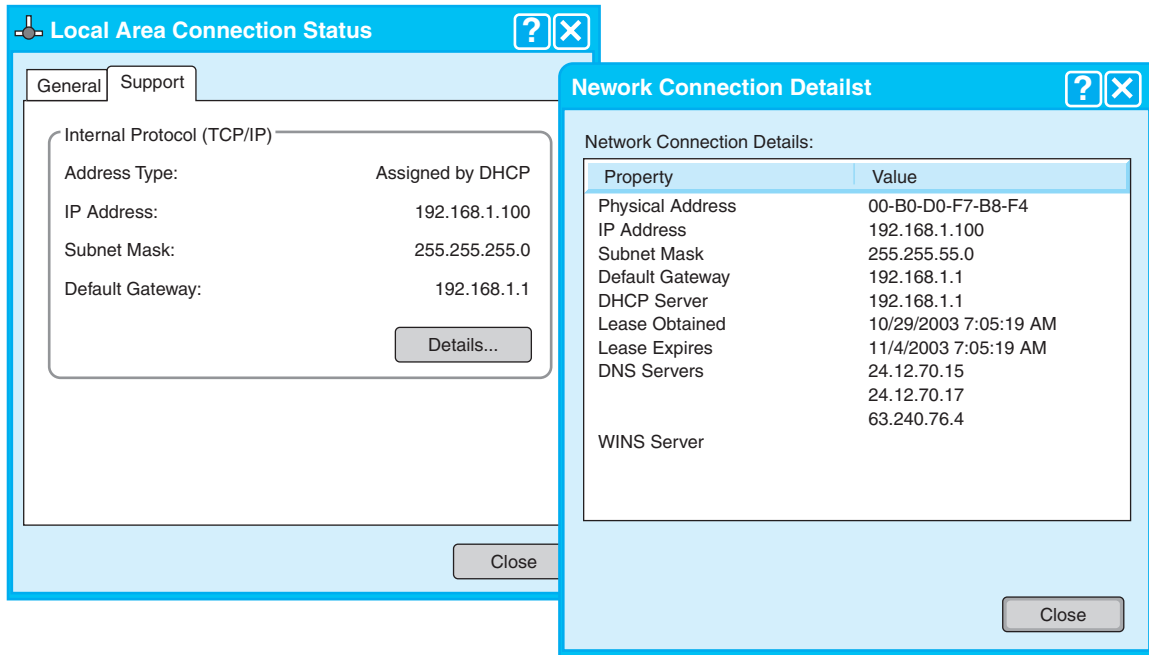 Local Area Connection Status
?
X
General
Support
Internal Protocol (TCP/IP)
Address Type: Assigned by DHCP
IP Address: 192.168.1.100
Subnet Mask: 255.255.255.0
Default Gateway: 192.168.1.1
Details...
Close
Nework Connection Detailst
?
X
Network Connection Details:
Property Value
Physical Address 00-B0-D0-F7-B8-F4
IP Address 192.168.1.100
Subnet Mask 255.255.55.0
Default Gateway 192.168.1.1
DHCP Server 192.168.1.1
Lease Obtained 10/29/2003 7:05:19 AM
Lease Expires 11/4/2003 7:05:19 AM
DNS Servers 24.12.70.15
24.12.70.17
63.240.76.4
WINS Server
Close